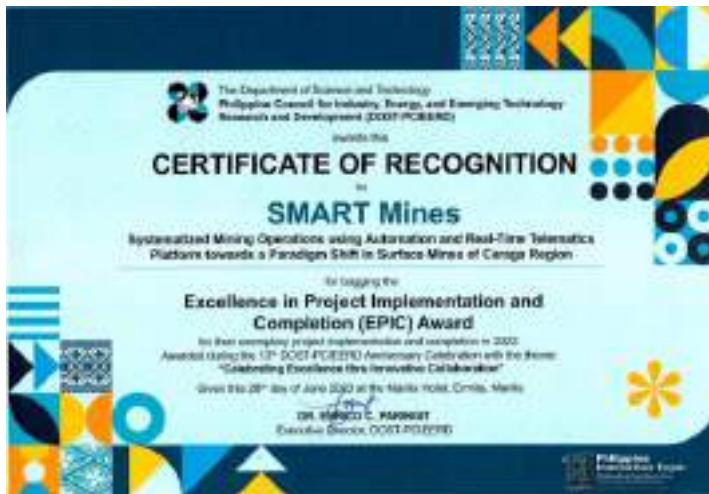 The Department of Science and Technology
Philippine Council for Industry, Energy, and Emerging Technology
Research and Development (DOST-PCIEERD)
awards this
CERTIFICATE OF RECOGNITION
to
SMART Mines
Systematized Mining Operations using Automation and Real-Time Telematics
Platform towards a Paradigm Shift in Surface Mines of Caraga Region
for bagging the
Excellence in Project Implementation and
Completion (EPIC) Award
for their exemplary project implementation and completion in 2022
Awarded during the 13th DOST-PCIEERD Anniversary Celebration with the theme:
"Celebrating Excellence thru Innovative Collaboration"
Given this day of June 2023 at the Manila Hotel, Ermita, Manila
DR. ENRICO C. PARINGIT
Executive Director, DOST-PCIEERD
Philippine